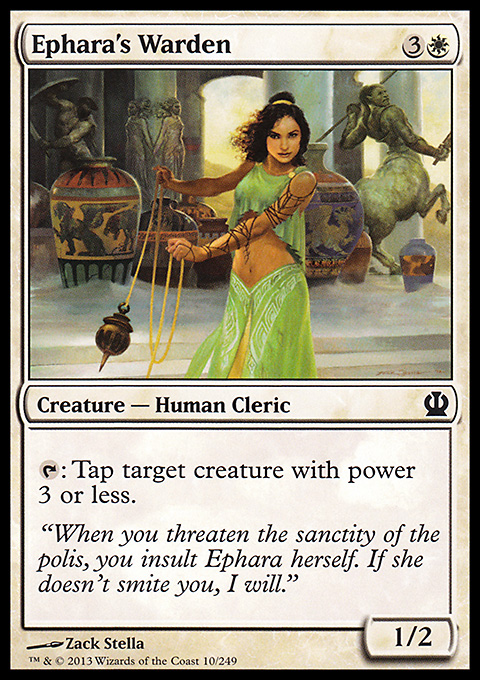 Ephara's Warden 3
Creature — Human Cleric
: Tap target creature with power
3 or less.
“When you threaten the sanctity of the
polis, you insult Ephara herself. If she
doesn't smite you, I will.”
Zack Stella
1/2
™ & © 2013 Wizards of the Coast 10/249